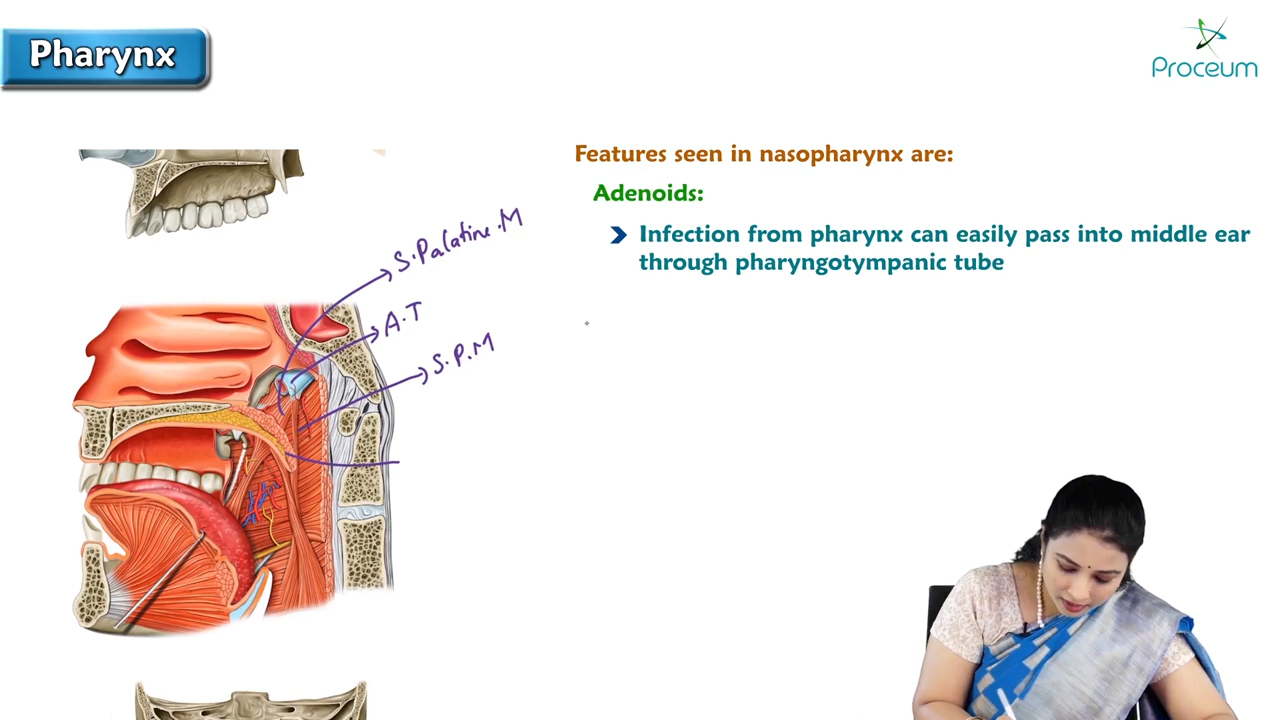 Pharynx
Proceum
Features seen in nasopharynx are:
Adenoids:
Infection from pharynx can easily pass into middle ear
through pharyngotympanic tube
S.Palatine.M
A.T
S.P.M